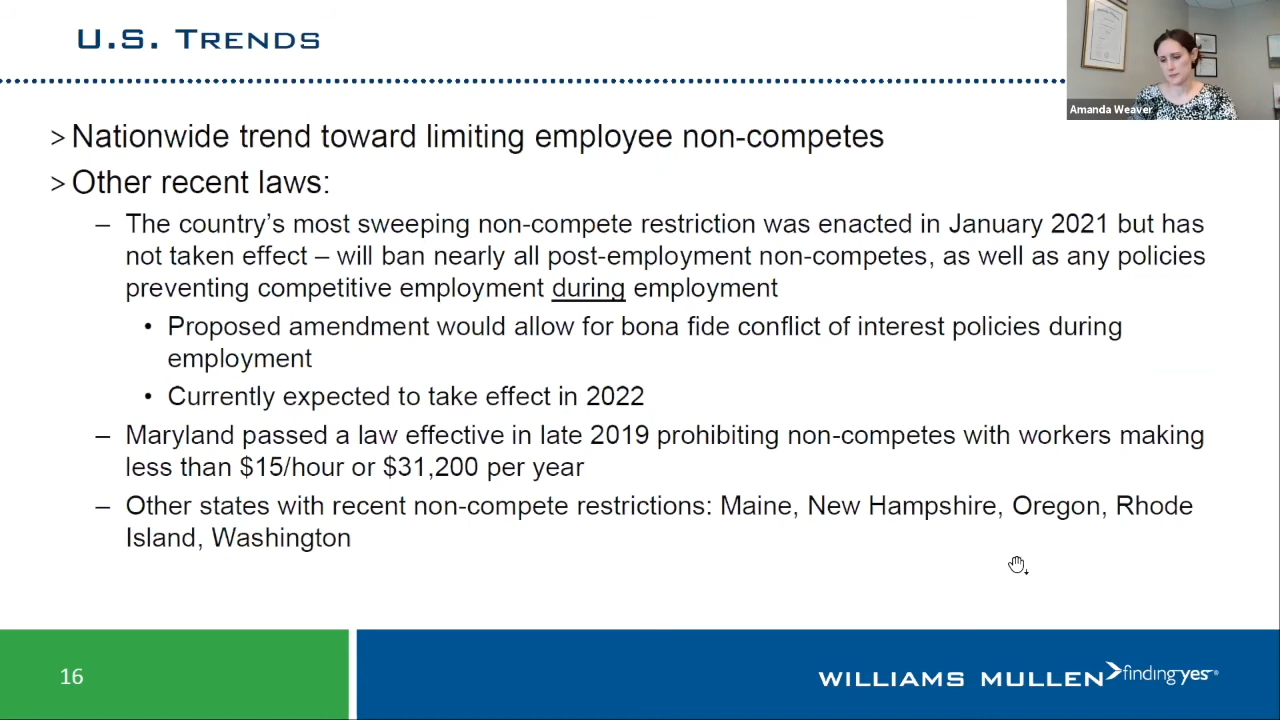 U.S. TRENDS
Amanda Weaver
> Nationwide trend toward limiting employee non-competes
> Other recent laws:
– The country's most sweeping non-compete restriction was enacted in January 2021 but has
not taken effect – will ban nearly all post-employment non-competes, as well as any policies
preventing competitive employment during employment
• Proposed amendment would allow for bona fide conflict of interest policies during
employment
• Currently expected to take effect in 2022
– Maryland passed a law effective in late 2019 prohibiting non-competes with workers making
less than $15/hour or $31,200 per year
– Other states with recent non-compete restrictions: Maine, New Hampshire, Oregon, Rhode
Island, Washington
16
WILLIAMS MULLEN findingyes®